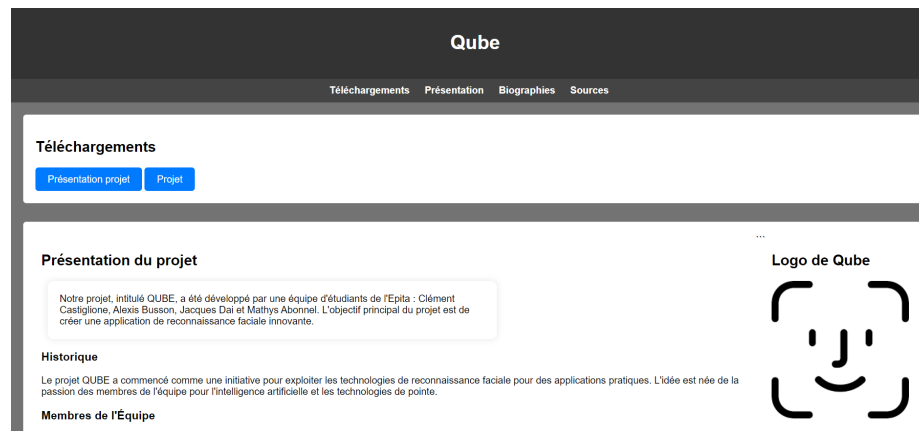 Qube
Téléchargements Présentation Biographies Sources
Téléchargements
Présentation projet Projet
...
Présentation du projet
Notre projet, intitulé QUBE, a été développé par une équipe d'étudiants de l'Epita : Clément
Castiglione, Alexis Busson, Jacques Dai et Mathys Abonnel. L'objectif principal du projet est de
créer une application de reconnaissance faciale innovante.
Historique
Le projet QUBE a commencé comme une initiative pour exploiter les technologies de reconnaissance faciale pour des applications pratiques. L'idée est née de la
passion des membres de l'équipe pour l'intelligence artificielle et les technologies de pointe.
Membres de l'Équipe
Logo de Qube